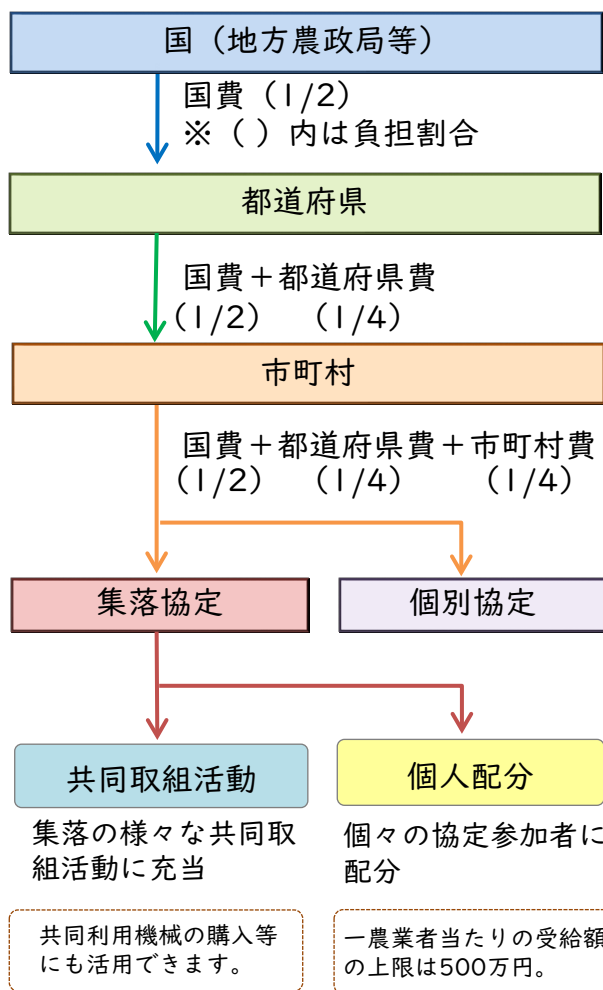 国（地方農政局等）
国費（1/2）
※（ ）内は負担割合
都道府県
国費＋都道府県費
（1/2）　（1/4）
市町村
国費＋都道府県費＋市町村費
（1/2）　（1/4）　（1/4）
集落協定
個別協定
共同取組活動
集落の様々な共同取
組活動に充当
共同利用機械の購入等
にも活用できます。
個人配分
個々の協定参加者に
配分
一農業者当たりの受給額
の上限は500万円。